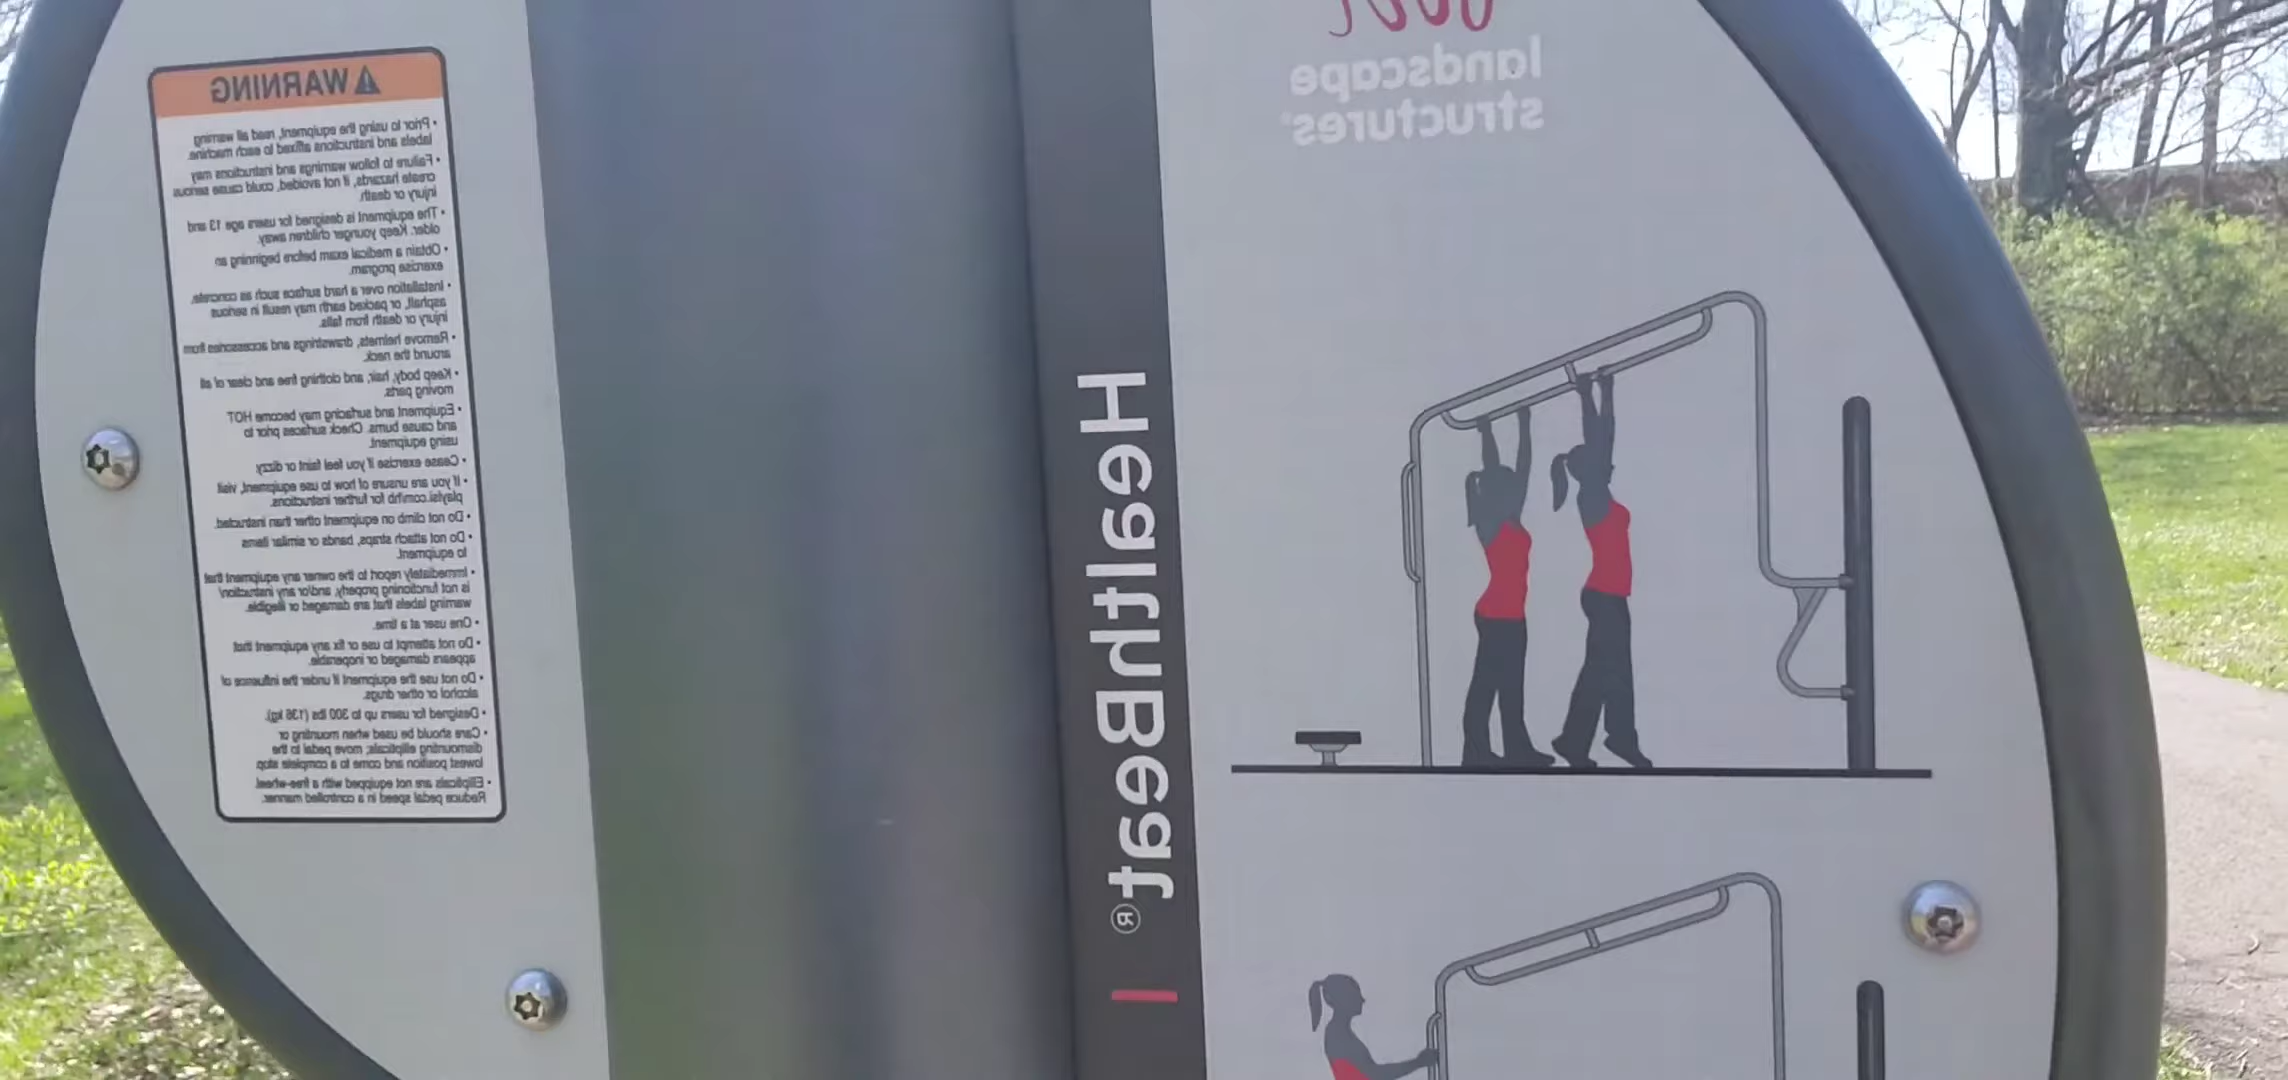 ⚠WARNING
• Prior to using the equipment, read all warning
labels and instructions affixed to each machine.
• Failure to follow warnings and instructions may
create hazards, if not avoided, could cause serious
injury or death.
• The equipment is designed for users age 13 and
older. Keep younger children away.
• Obtain a medical exam before beginning an
exercise program.
• Installation over a hard surface such as concrete,
asphalt, or packed earth may result in serious
injury or death from falls.
• Remove helmets, drawstrings and accessories from
around the neck.
• Keep body, hair, and clothing free and clear of all
moving parts.
• Equipment and surfacing may become HOT
and cause burns. Check surfaces prior to
using equipment.
• Cease exercise if you feel faint or dizzy.
• If you are unsure of how to use equipment, visit
playlsi.com/hb for further instructions.
• Do not climb on equipment other than instructed.
• Do not attach straps, bands or similar items
to equipment.
• Immediately report to the owner any equipment that
is not functioning properly, and/or any instruction/
warning labels that are damaged or illegible.
• One user at a time.
• Do not attempt to use or fix any equipment that
appears damaged or inoperable.
• Do not use the equipment if under the influence of
alcohol or other drugs.
• Designed for users up to 300 lbs (136 kg).
• Care should be used when mounting or
dismounting ellipticals; move pedal to the
lowest position and come to a complete stop
• Ellipticals are not equipped with a free-wheel.
Reduce pedal speed in a controlled manner.
HealthBeat®
landscape
structures®